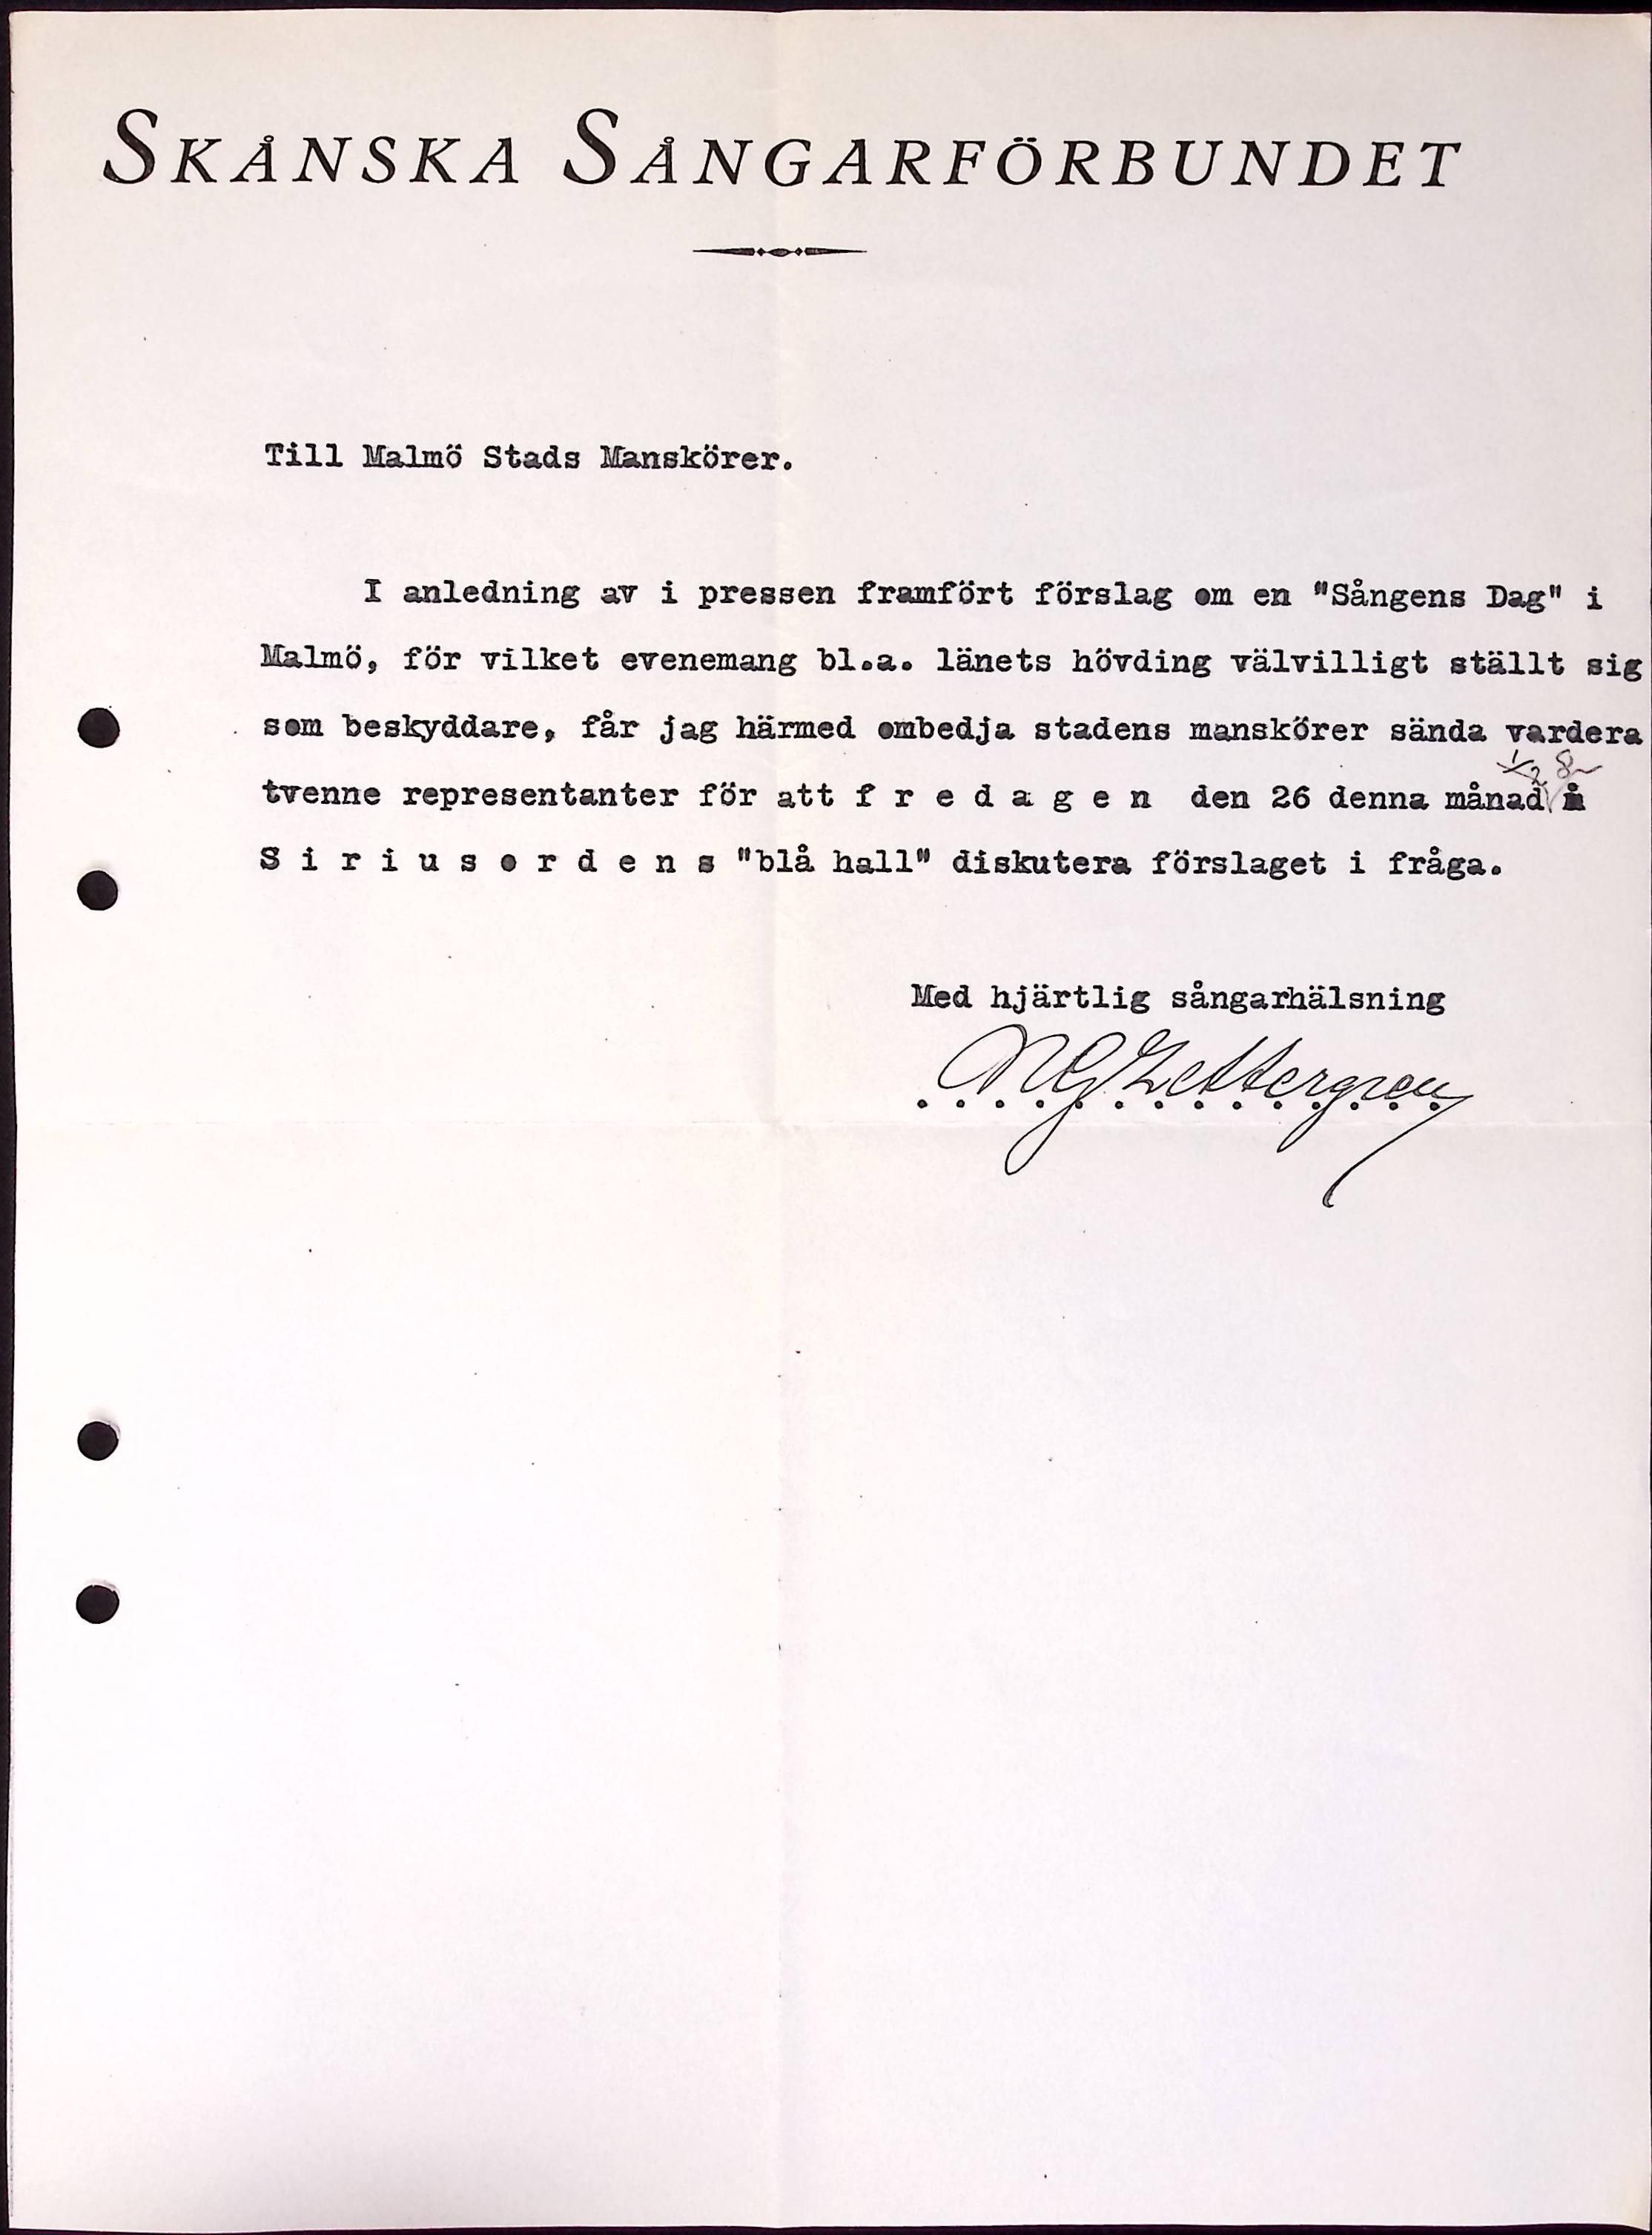 SKÅNSKA SÅNGARFÖRBUNDET
Till Malmö Stads Manskörer.
I anledning av i pressen framfört förslag om en "Sångens Dag" i
Malmö, för vilket evenemang bl.a. länets hövding välvilligt ställt sig
som beskyddare, får jag härmed ombedja stadens manskörer sända vardera
tvenne representanter för att f r e d a g e n den 26 denna månad å
S i r i u s o r d e n s "blå hall" diskutera förslaget i fråga.
Med hjärtlig sångarhälsning
NGZettergren